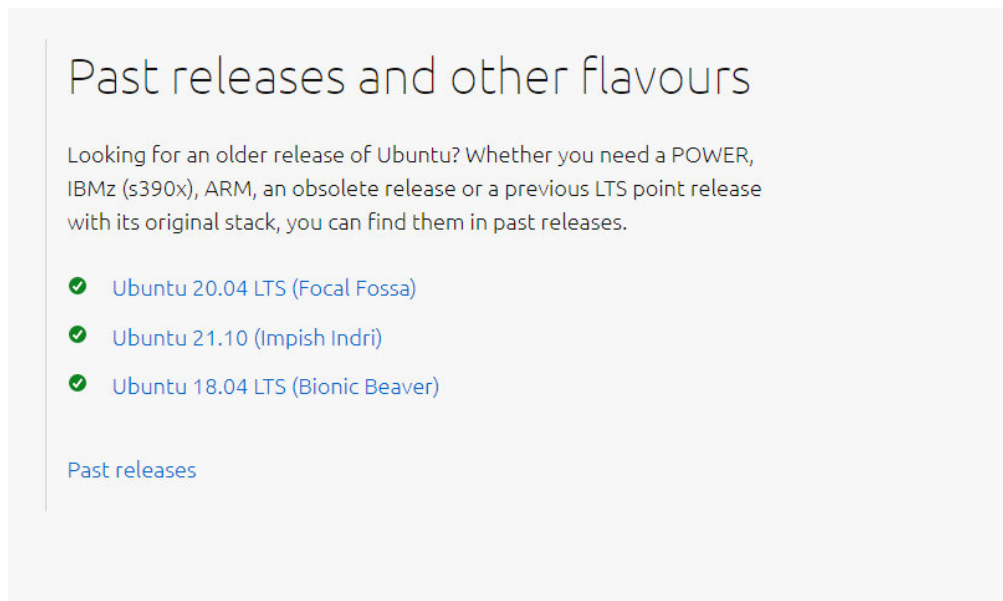 Past releases and other flavours
Looking for an older release of Ubuntu? Whether you need a POWER,
IBMz (s390x), ARM, an obsolete release or a previous LTS point release
with its original stack, you can find them in past releases.
Ubuntu 20.04 LTS (Focal Fossa)
Ubuntu 21.10 (Impish Indri)
Ubuntu 18.04 LTS (Bionic Beaver)
Past releases